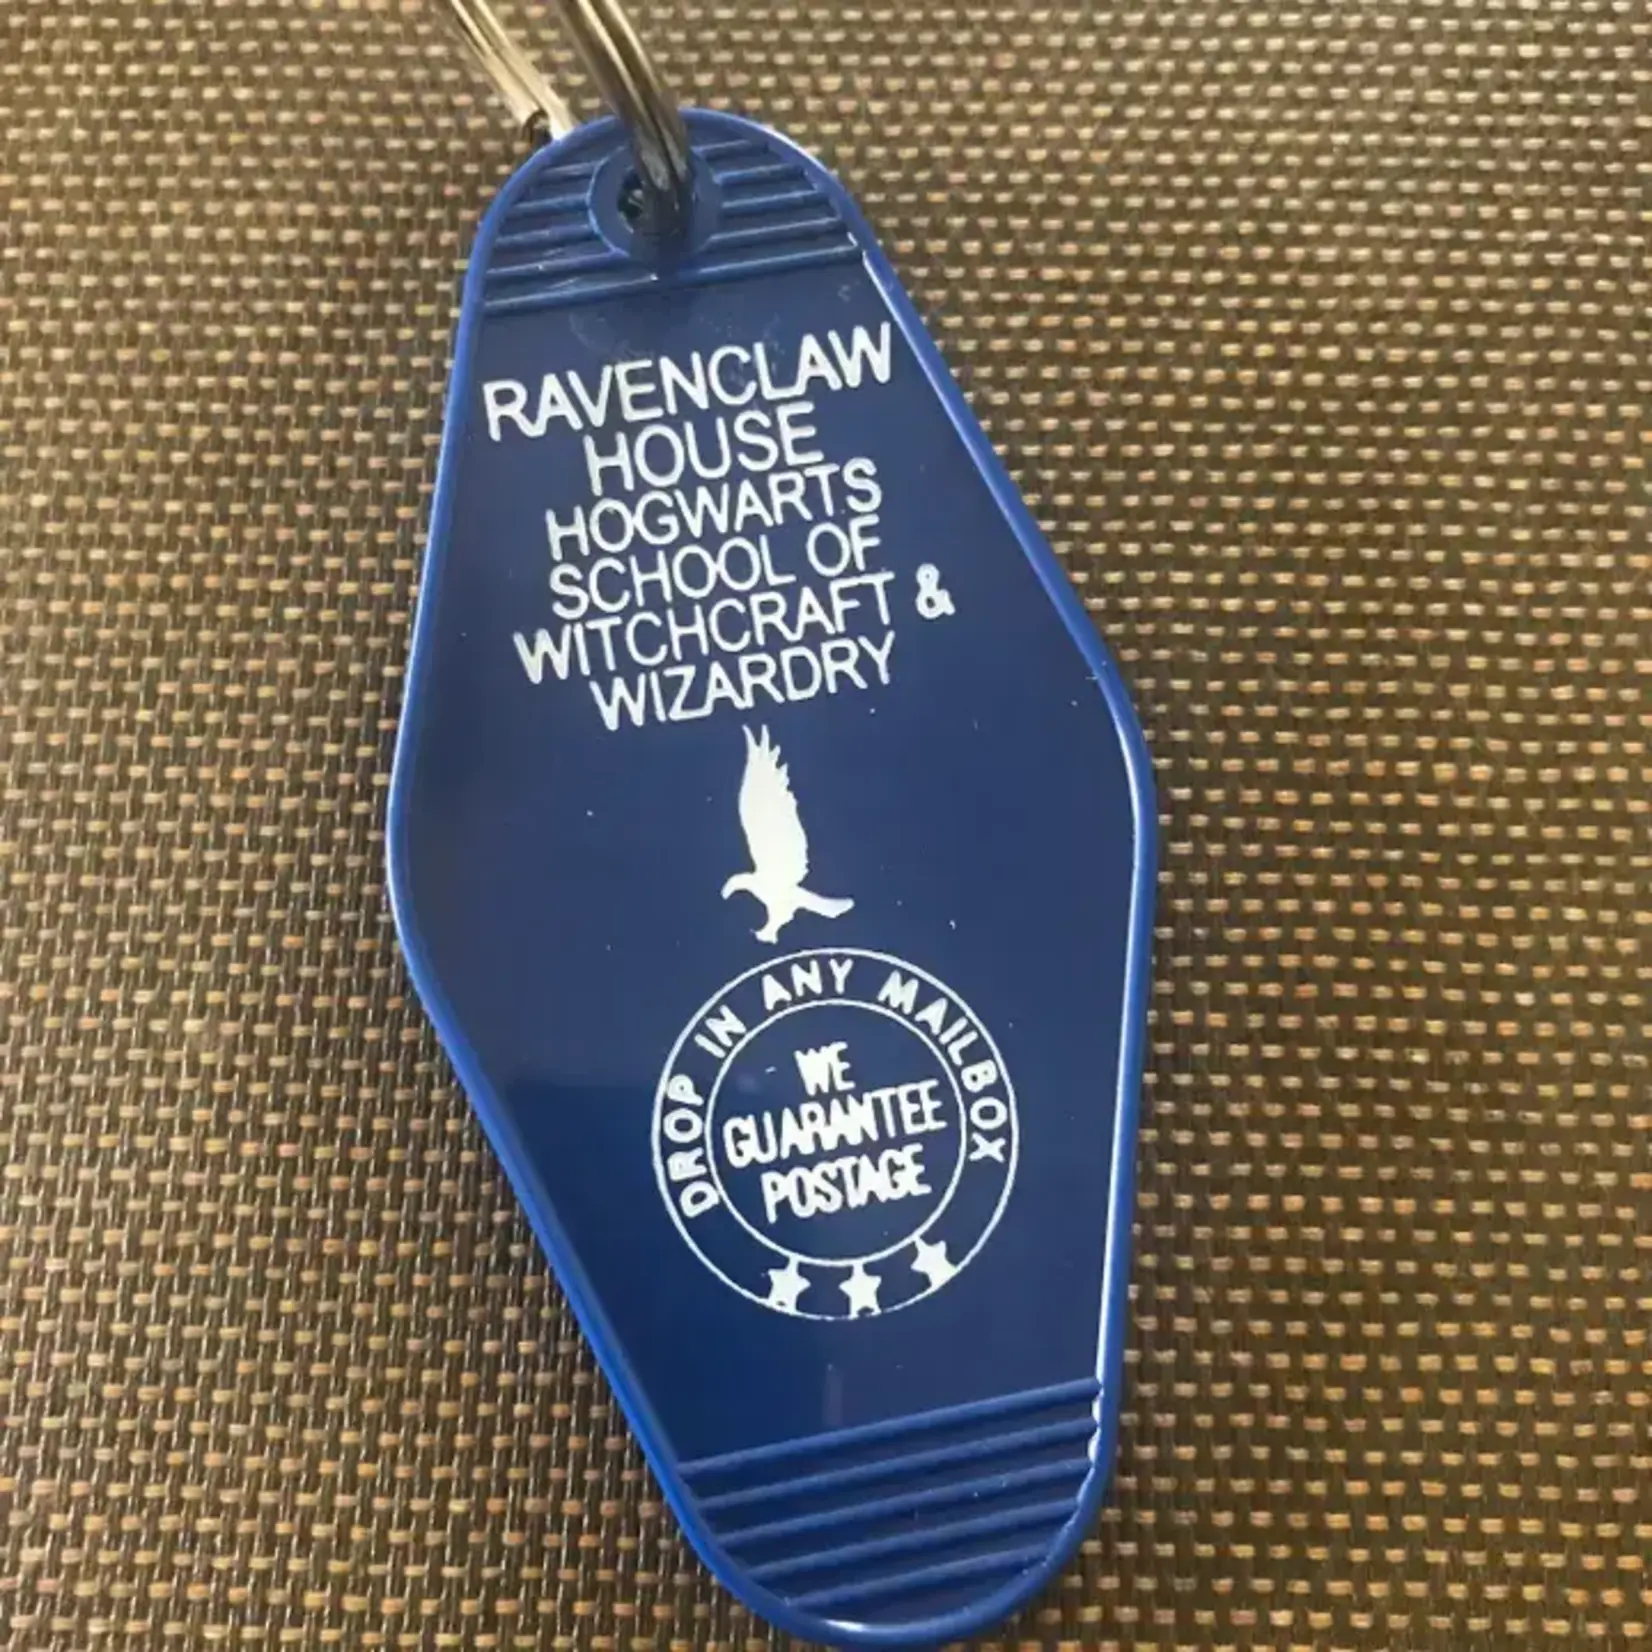 RAVENCLAW
HOUSE
HOGWARTS
SCHOOL OF
WITCHCRAFT &
WIZARDRY
DROP IN ANY MAILBOX
WE
GUARANTEE
POSTAGE